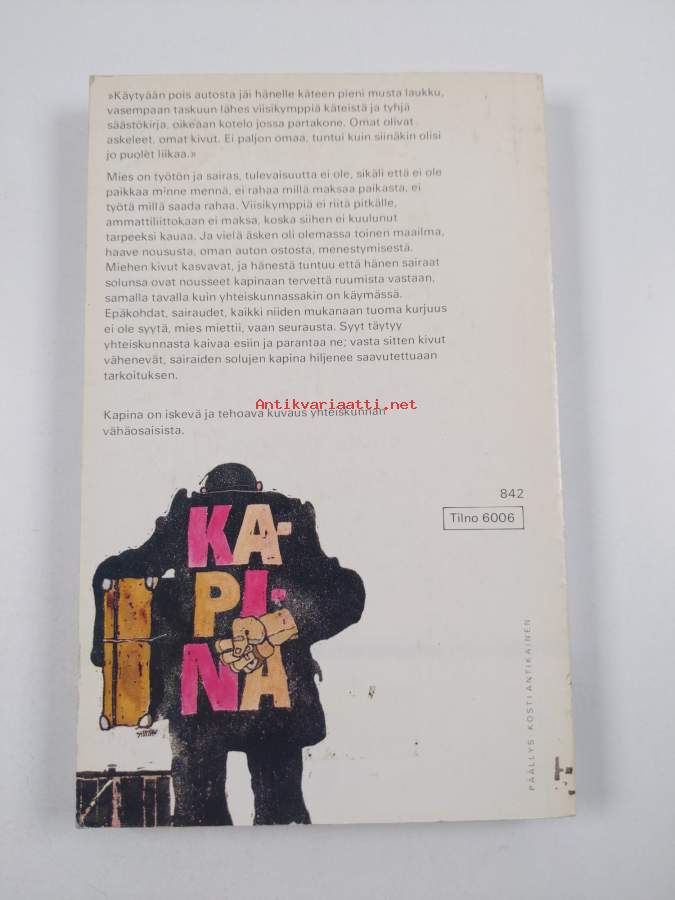 »Käytyään pois autosta jäi hänelle käteen pieni musta laukku,
vasempaan taskuun lähes viisikymppiä käteistä ja tyhjä
säästökirja, oikeaan kotelo jossa partakone. Omat olivat
askeleet, omat kivut. Ei paljon omaa, tuntui kuin siinäkin olisi
jo puolet liikaa.»
Mies on työtön ja sairas, tulevaisuutta ei ole, sikäli että ei ole
paikkaa minne mennä, ei rahaa millä maksaa paikasta, ei
työtä millä saada rahaa. Viisikymppiä ei riitä pitkälle,
ammattiliittokaan ei maksa, koska siihen ei kuulunut
tarpeeksi kauaa. Ja vielä äsken oli olemassa toinen maailma,
haave noususta, oman auton ostosta, menestymisestä.
Miehen kivut kasvavat, ja hänestä tuntuu että hänen sairaat
solunsa ovat nousseet kapinaan tervettä ruumista vastaan,
samalla tavalla kuin yhteiskunnassakin on käymässä.
Epäkohdat, sairaudet, kaikki niiden mukanaan tuoma kurjuus
ei ole syytä, mies miettii, vaan seurausta. Syyt täytyy
yhteiskunnasta kaivaa esiin ja parantaa ne; vasta sitten kivut
vähenevät, sairaiden solujen kapina hiljenee saavutettuaan
tarkoituksen.
Antikvariaatti.net
Kapina on iskevä ja tehoava kuvaus yhteiskunnan
vähäosaisista.
842
Tilno 6006
KA-
PI-
NA
PÄÄLLYS KOSTI ANTIKAINEN